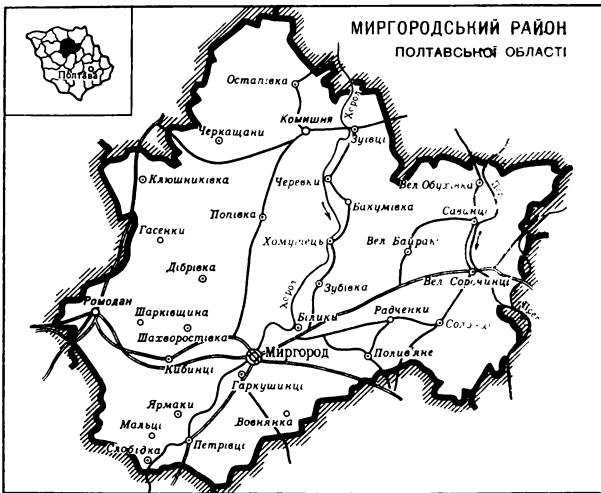 МИРГОРОДСЬКИЙ РАЙОН
ПОЛТАВСЬКОЇ ОБЛАСТІ
Полтава
Остапівка
Хорол
Комишня
Зуївці
Черкащани
Клюшниківка
Черевки
Вел Обухівка
Бакумівка
Попівка
Савинці
Гасенки
Хомутець
Вел Байрак
Дібрівка
Вел Сорочинці
Зубівка
Хорол
Ромодан
Шарківщина
Білики
Радченки
Шахворостівка
Миргород
Полив'яне
Кибинці
Гаркушинці
Ярмаки
Вовнянка
Мальці
Петрівці
Слобідка